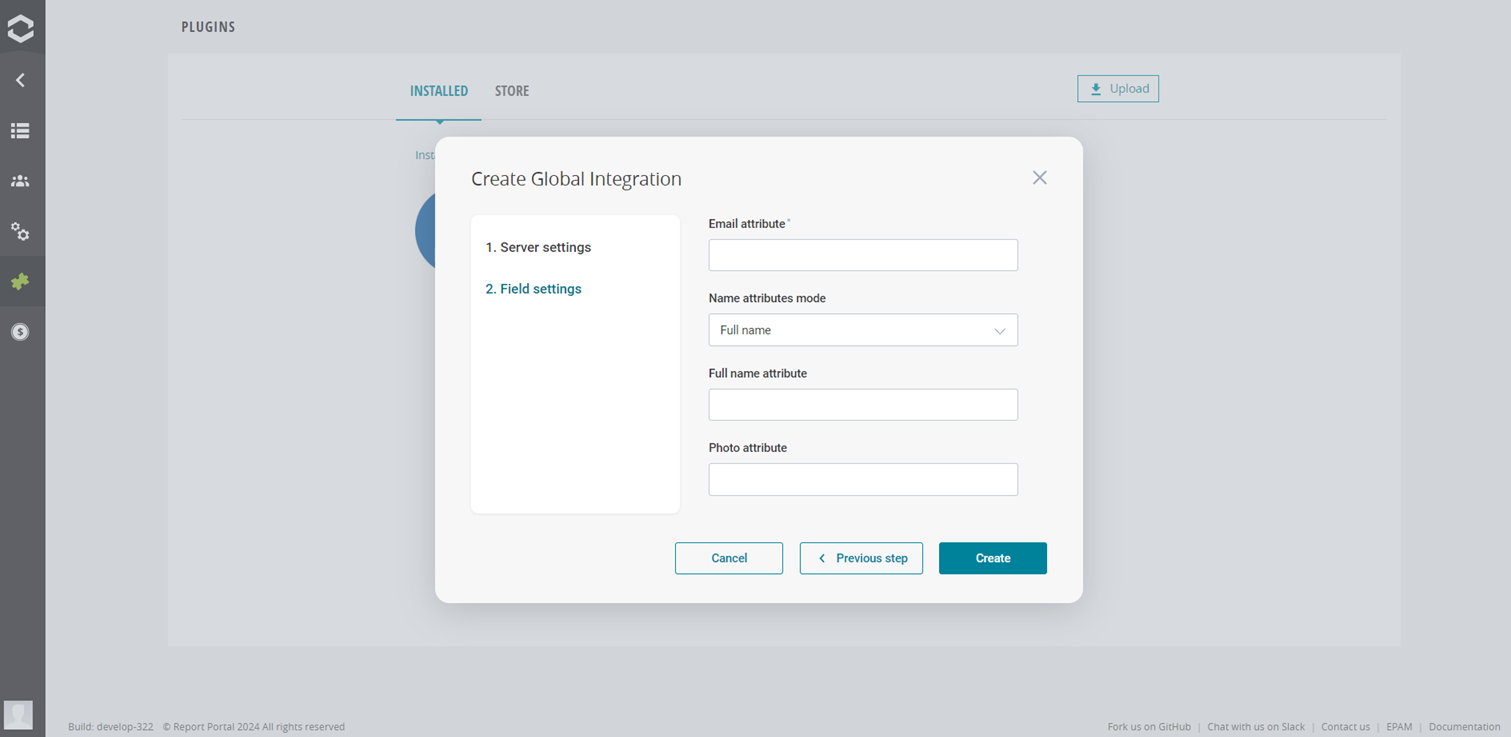 PLUGINS
INSTALLED STORE
Upload
Create Global Integration
1. Server settings
2. Field settings
Email attribute*
Name attributes mode
Full name
Full name attribute
Photo attribute
Cancel
Previous step
Create
Build: develop-322 © Report Portal 2024 All rights reserved
Fork us on GitHub | Chat with us on Slack | Contact us | EPAM | Documentation